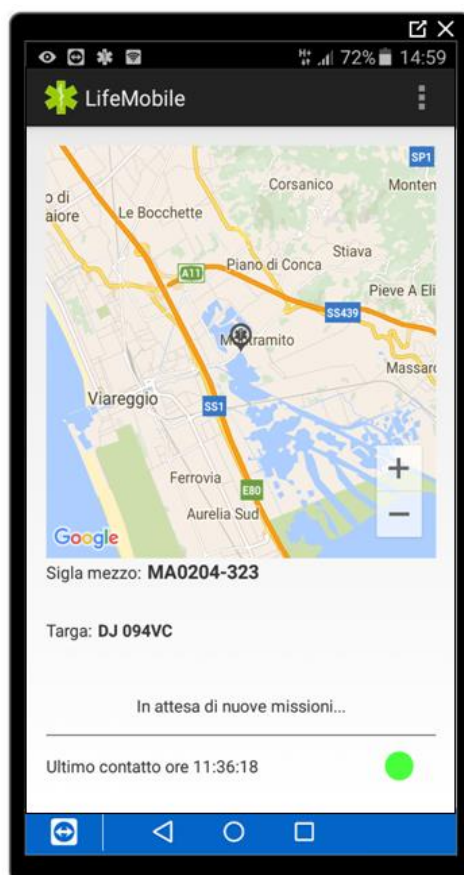 H+ 72% 14:59
LifeMobile
SP1
Corsanico Monten
o di
aiore
Le Bocchette
Stiava
A11 Piano di Conca
Pieve A Eli
SS439
Massaro
Viareggio
SS1
+
Ferrovia
E80
−
Aurelia Sud
Google
Sigla mezzo: MA0204-323
Targa: DJ 094VC
In attesa di nuove missioni...
Ultimo contatto ore 11:36:18